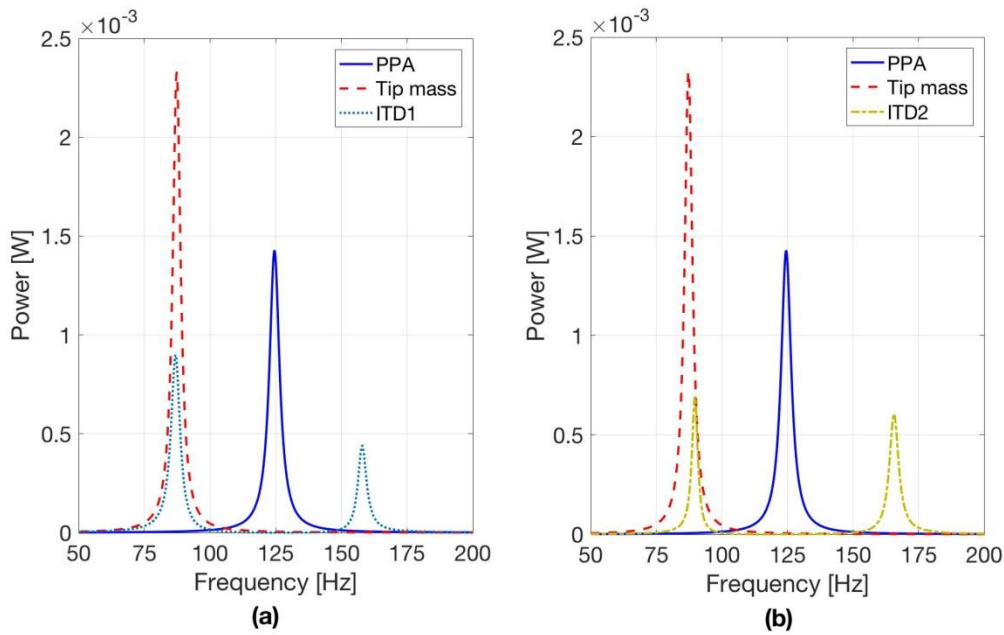 ×10⁻³
2.5
2
1.5
1
0.5
0
50 75 100 125 150 175 200
Power [W]
Frequency [Hz]
PPA
Tip mass
ITD1
(a)
×10⁻³
2.5
2
1.5
1
0.5
0
50 75 100 125 150 175 200
Power [W]
Frequency [Hz]
PPA
Tip mass
ITD2
(b)